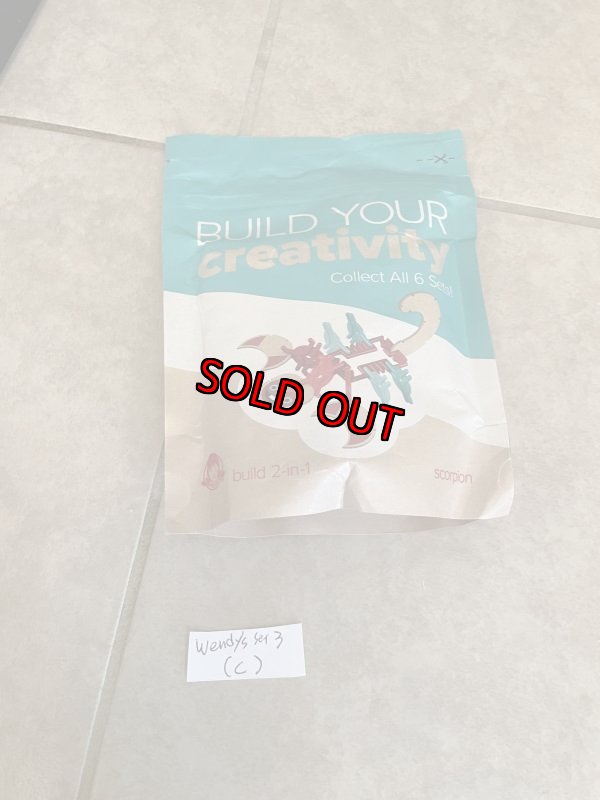 BUILD YOUR
creativity
Collect All 6 Sets!
SOLD OUT
build 2-in-1
scorpion
Wendy's set 3
(C)